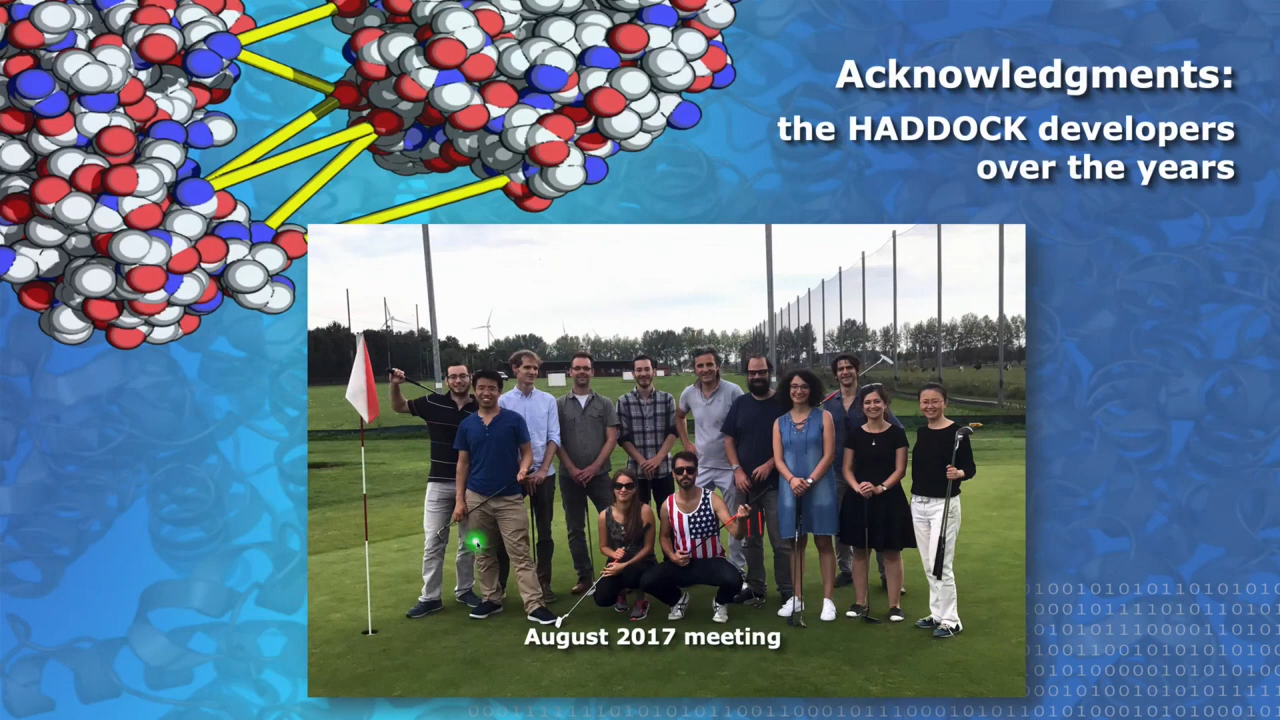 Acknowledgments:
the HADDOCK developers
over the years
August 2017 meeting